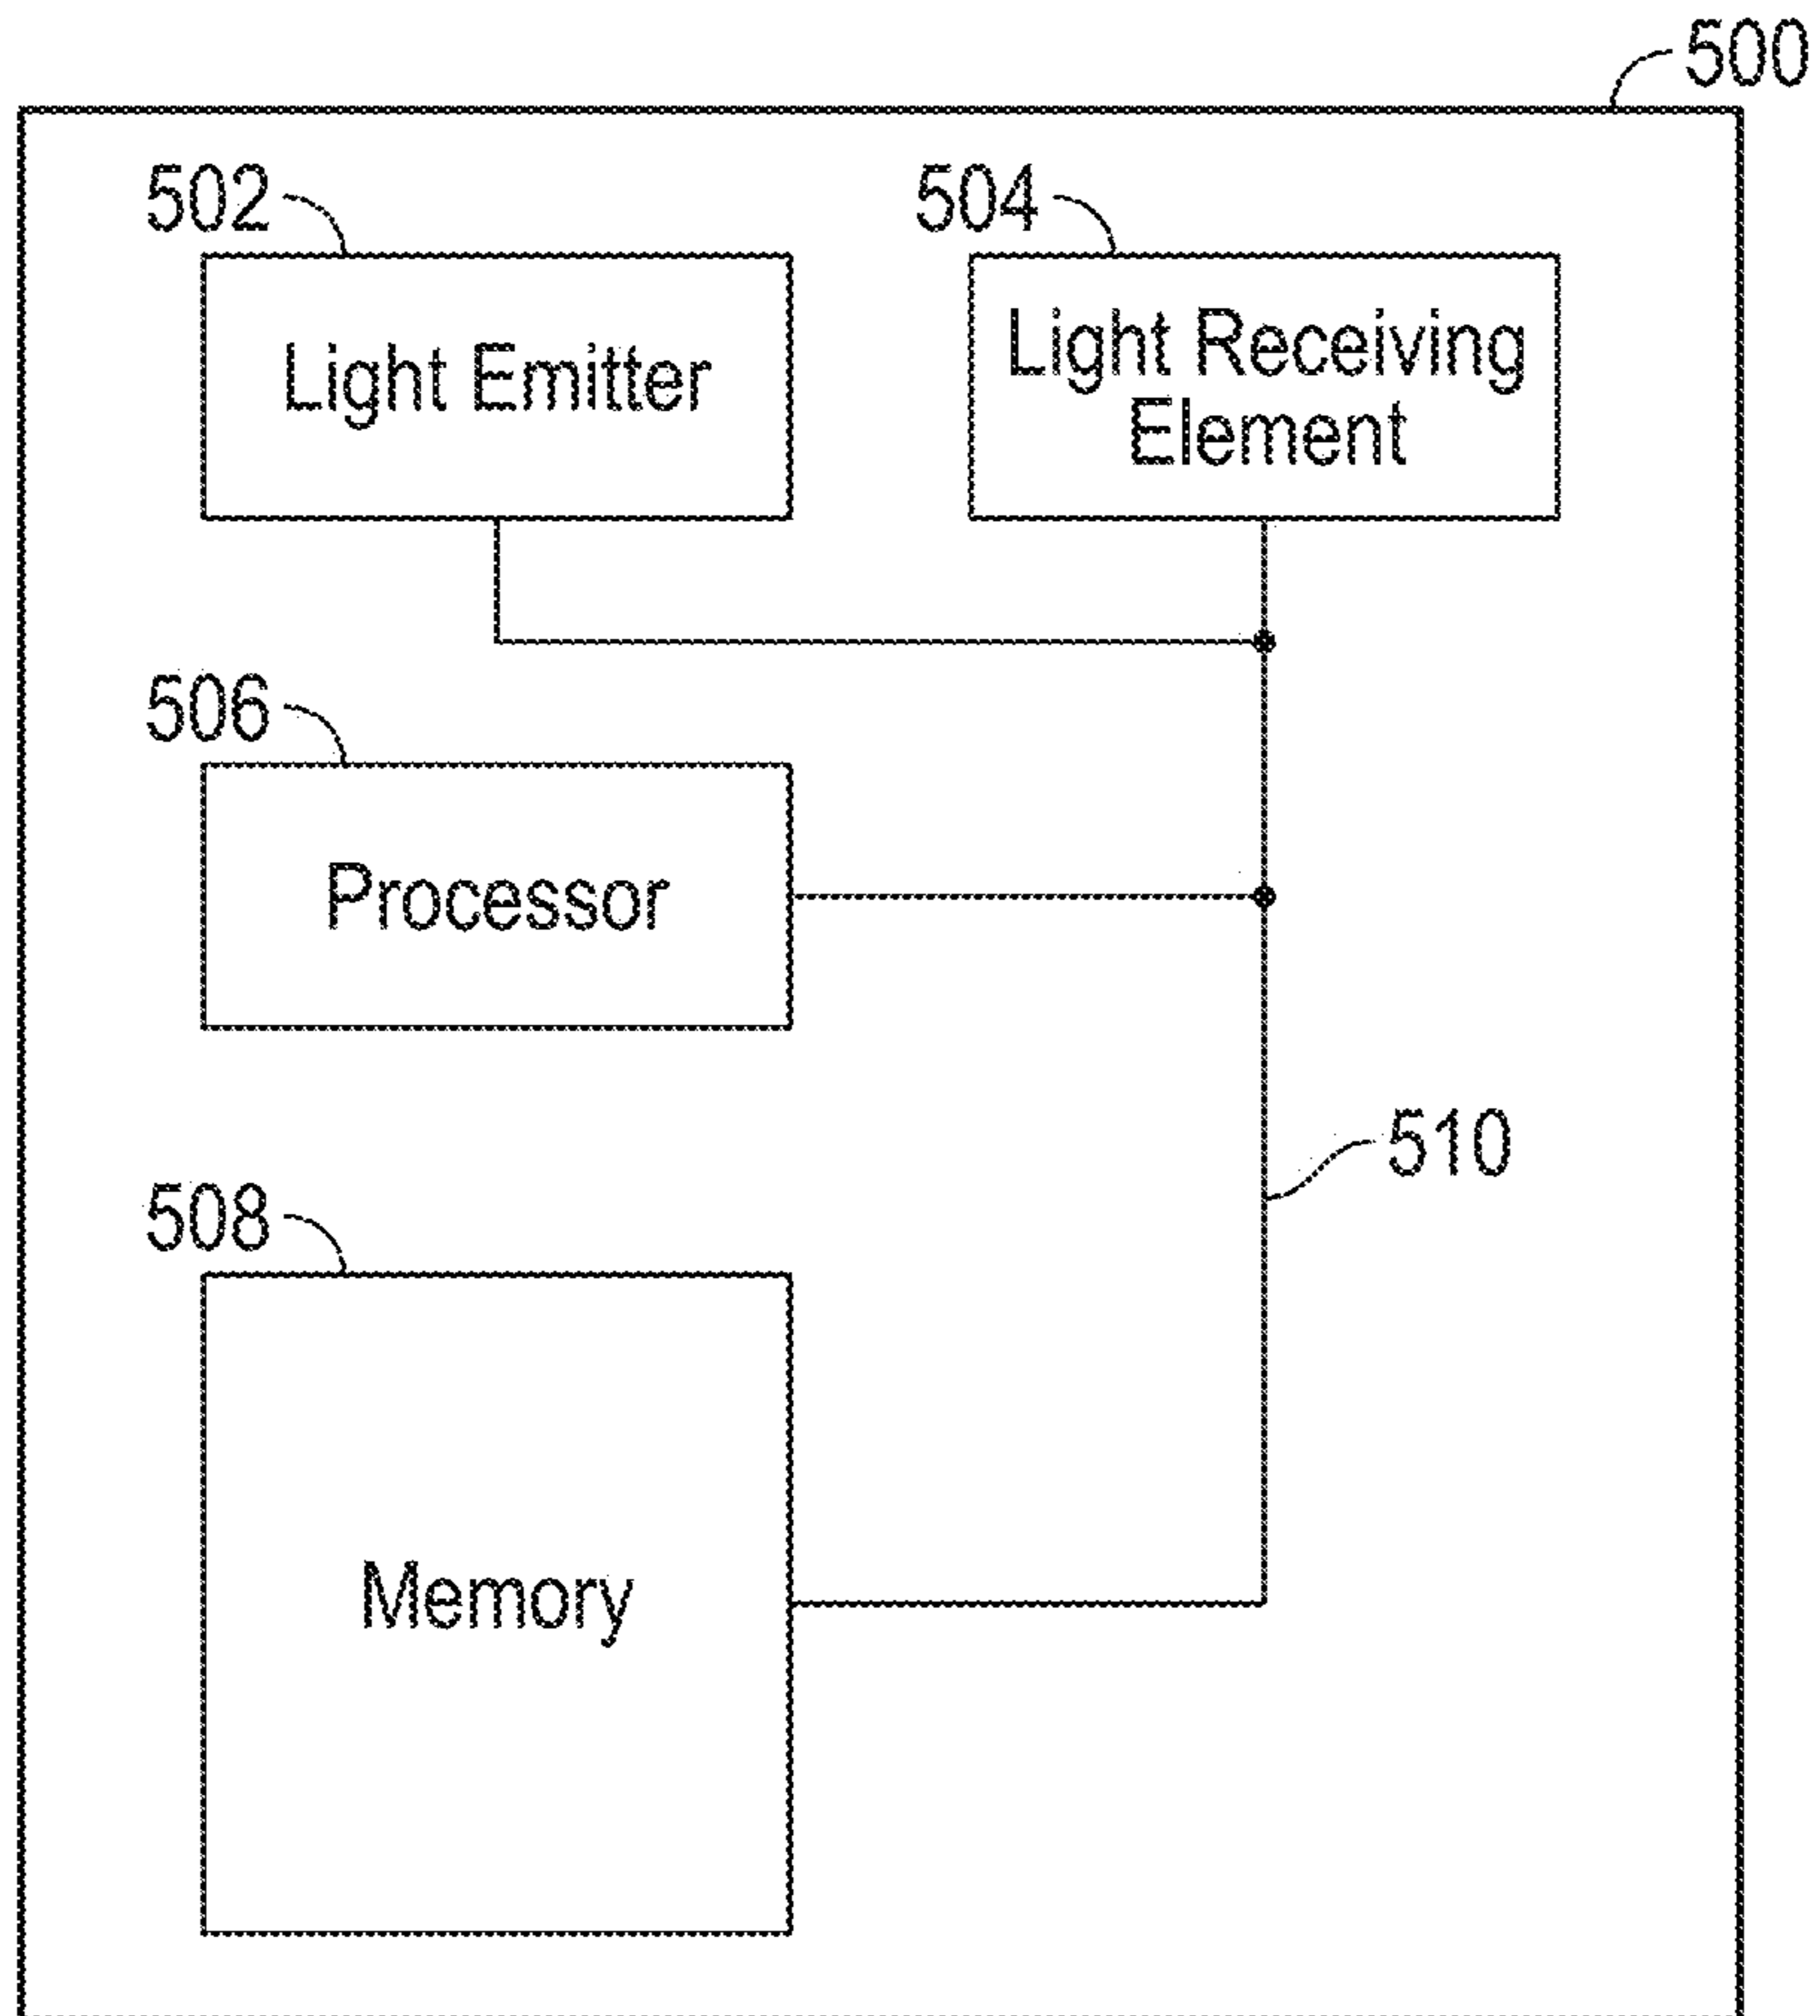 500
502
504
Light Emitter
Light Receiving
Element
506
Processor
510
508
Memory